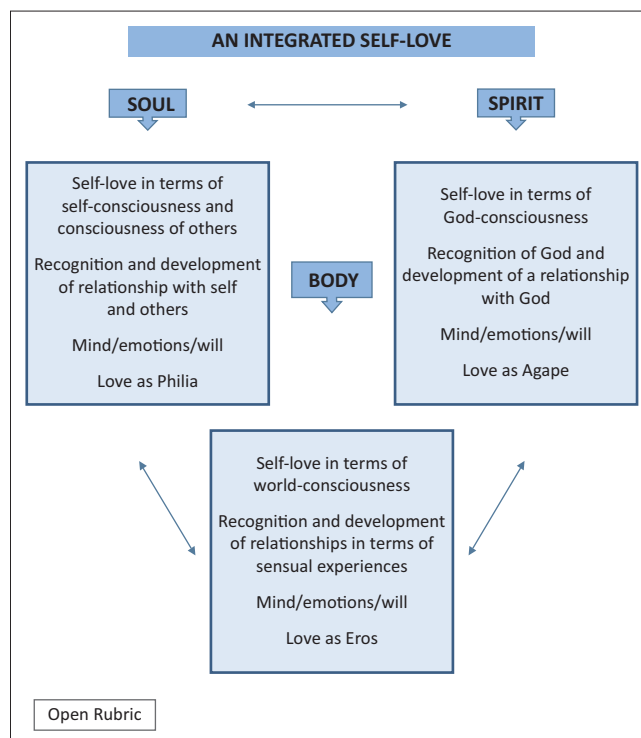 AN INTEGRATED SELF-LOVE
SOUL
SPIRIT
Self-love in terms of
self-consciousness and
consciousness of others
Recognition and development
of relationship with self
and others
Mind/emotions/will
Love as Philia
Self-love in terms of
God-consciousness
Recognition of God and
development of a relationship
with God
Mind/emotions/will
Love as Agape
BODY
Self-love in terms of
world-consciousness
Recognition and development
of relationships in terms of
sensual experiences
Mind/emotions/will
Love as Eros
Open Rubric